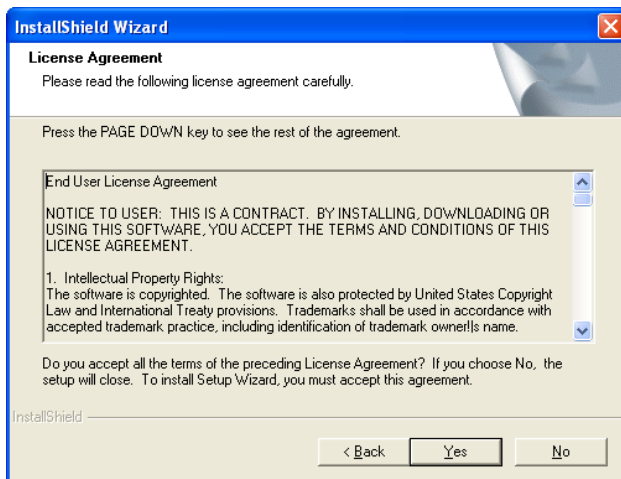 InstallShield Wizard
License Agreement
Please read the following license agreement carefully.
Press the PAGE DOWN key to see the rest of the agreement.
End User License Agreement
NOTICE TO USER:  THIS IS A CONTRACT.  BY INSTALLING, DOWNLOADING OR
USING THIS SOFTWARE, YOU ACCEPT THE TERMS AND CONDITIONS OF THIS
LICENSE AGREEMENT.
1.  Intellectual Property Rights:
The software is copyrighted.  The software is also protected by United States Copyright
Law and International Treaty provisions.  Trademarks shall be used in accordance with
accepted trademark practice, including identification of trademark owner!|s name.
Do you accept all the terms of the preceding License Agreement?  If you choose No,  the
setup will close.  To install Setup Wizard, you must accept this agreement.
InstallShield
< Back
Yes
No